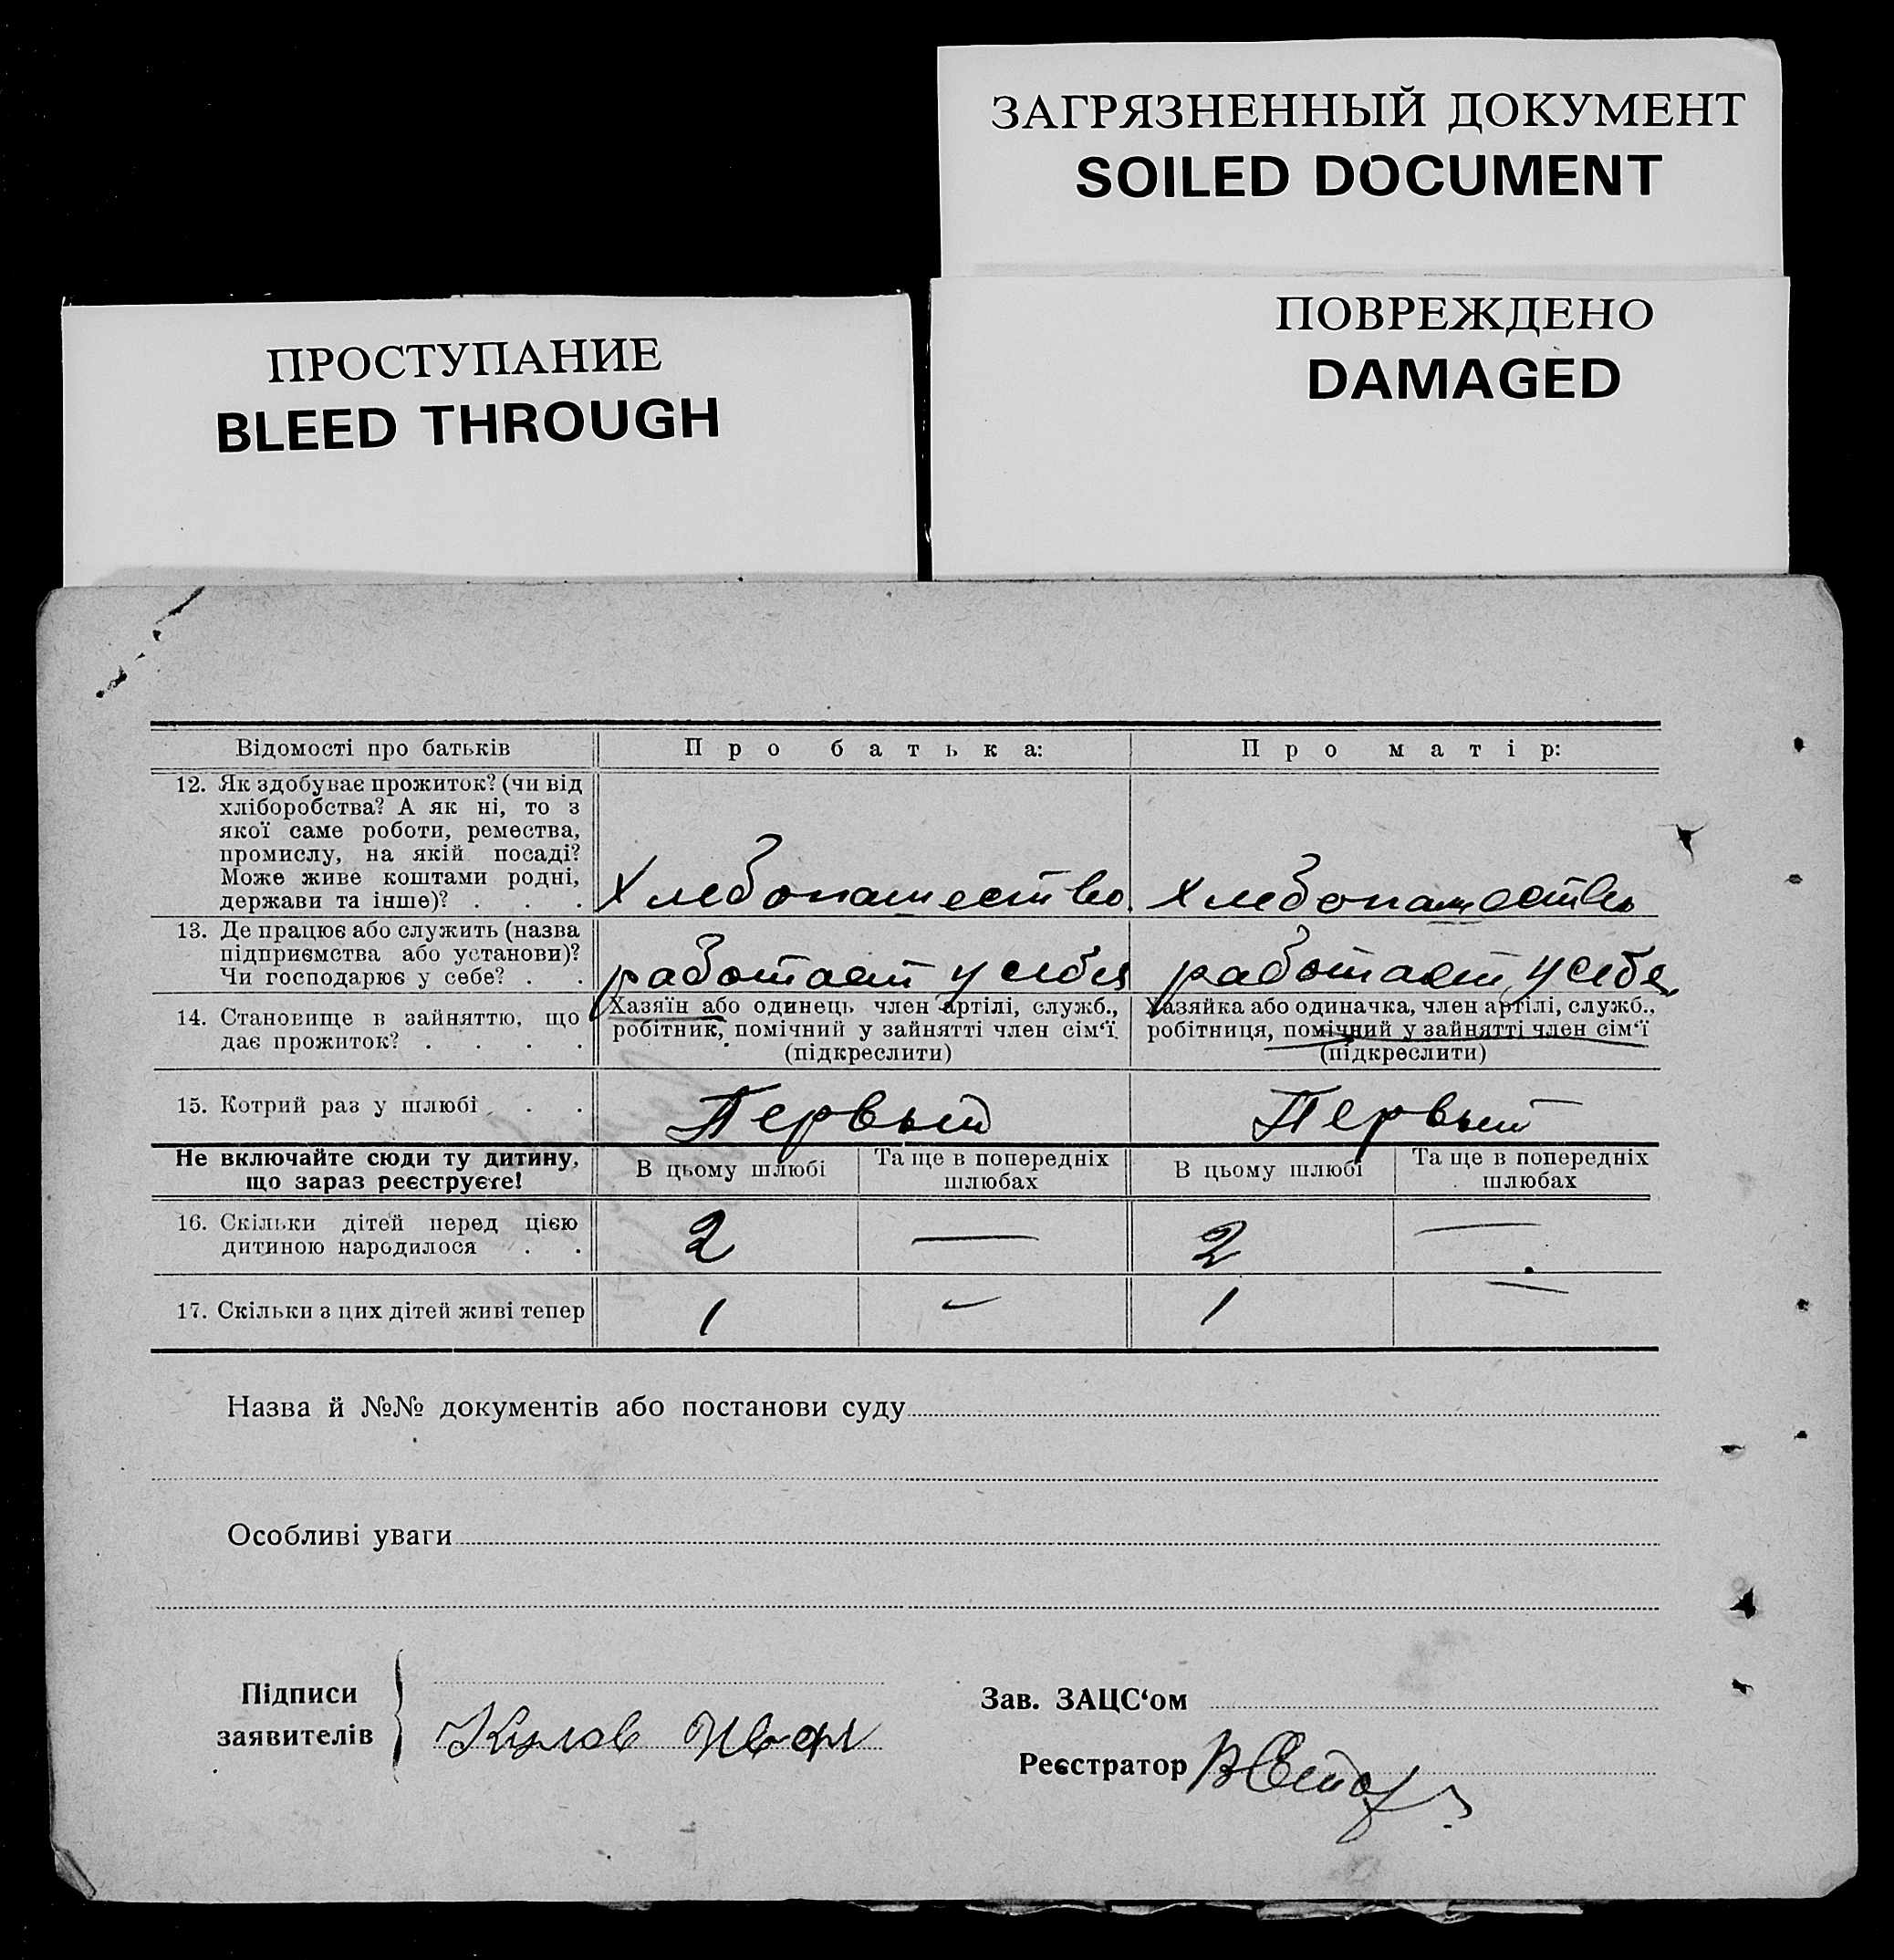 ЗАГРЯЗНЕННЫЙ ДОКУМЕНТ
SOILED DOCUMENT
ПОВРЕЖДЕНО
DAMAGED
ПРОСТУПАНИЕ
BLEED THROUGH
Відомості про батьків
Про батька:
Про матір:
12. Як здобуває прожиток? (чи від
хліборобства? А як ні, то з
якої саме роботи, ремества,
промислу, на якій посаді?
Може живе коштами родні,
держави та інше)? . . .
Хлебопашество.
Хлебопашество
13. Де працює або служить (назва
підприємства або установи)?
Чи господарює у себе? . .
работает у себя
работает у себя
14. Становище в зайняттю, що
дає прожиток? . . . .
Хазяїн або одинець, член артілі, служб.,
робітник, помічний у зайнятті член сім‘ї.
(підкреслити)
Хазяйка або одиначка, член артілі, служб.,
робітниця, помічний у зайнятті член сім‘ї
(підкреслити)
15. Котрий раз у шлюбі . . .
Первый
Первый
Не включайте сюди ту дитину,
що зараз реєструєте!
В цьому шлюбі
Та ще в попередніх
шлюбах
В цьому шлюбі
Та ще в попередніх
шлюбах
16. Скільки дітей перед цією
дитиною народилося . .
2
—
2
—
17. Скільки з цих дітей живі тепер
1
—
1
—
Назва й №№ документів або постанови суду
Особливі уваги
Підписи
заявителів
Зав. ЗАЦС‘ом
Реєстратор